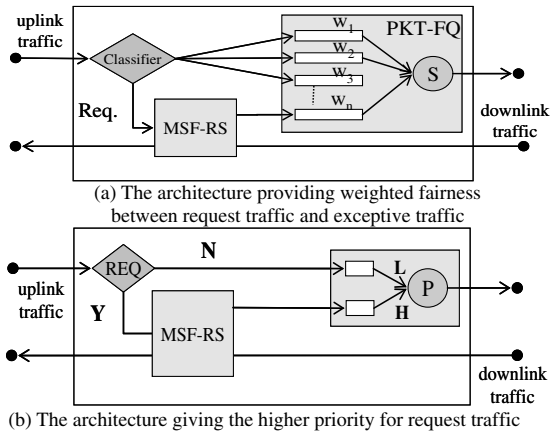 uplink
traffic
PKT-FQ
W1
W2
W3
Wn
Classifier
S
Req.
MSF-RS
downlink
traffic
(a) The architecture providing weighted fairness
between request traffic and exceptive traffic
N
REQ
L
P
H
uplink
traffic
Y
MSF-RS
downlink
traffic
(b) The architecture giving the higher priority for request traffic